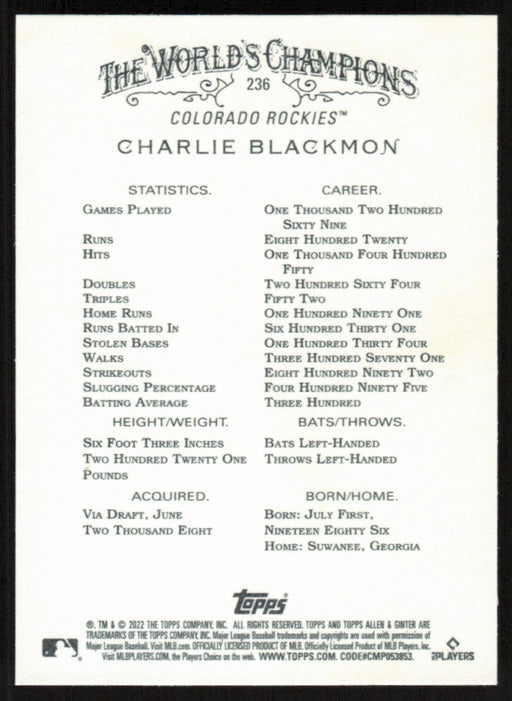 THE WORLD'S CHAMPIONS
236
COLORADO ROCKIES™
CHARLIE BLACKMON
STATISTICS. CAREER.
GAMES PLAYED ONE THOUSAND TWO HUNDRED
SIXTY NINE
RUNS EIGHT HUNDRED TWENTY
HITS ONE THOUSAND FOUR HUNDRED
FIFTY
DOUBLES TWO HUNDRED SIXTY FOUR
TRIPLES FIFTY TWO
HOME RUNS ONE HUNDRED NINETY ONE
RUNS BATTED IN SIX HUNDRED THIRTY ONE
STOLEN BASES ONE HUNDRED THIRTY FOUR
WALKS THREE HUNDRED SEVENTY ONE
STRIKEOUTS EIGHT HUNDRED NINETY TWO
SLUGGING PERCENTAGE FOUR HUNDRED NINETY FIVE
BATTING AVERAGE THREE HUNDRED
HEIGHT/WEIGHT. BATS/THROWS.
SIX FOOT THREE INCHES BATS LEFT-HANDED
TWO HUNDRED TWENTY ONE THROWS LEFT-HANDED
POUNDS
ACQUIRED. BORN/HOME.
VIA DRAFT, JUNE BORN: JULY FIRST,
TWO THOUSAND EIGHT NINETEEN EIGHTY SIX
HOME: SUWANEE, GEORGIA
Topps
®, TM & © 2022 THE TOPPS COMPANY, INC. ALL RIGHTS RESERVED. TOPPS AND TOPPS ALLEN & GINTER ARE
TRADEMARKS OF THE TOPPS COMPANY, INC. Major League Baseball trademarks and copyrights are used with permission of
Major League Baseball. Visit MLB.com. OFFICIALLY LICENSED PRODUCT OF MLB. Officially Licensed Product of MLB Players, Inc.
Visit MLBPLAYERS.COM, the Players Choice on the web. WWW.TOPPS.COM. CODE#CMP053853.
PLAYERS